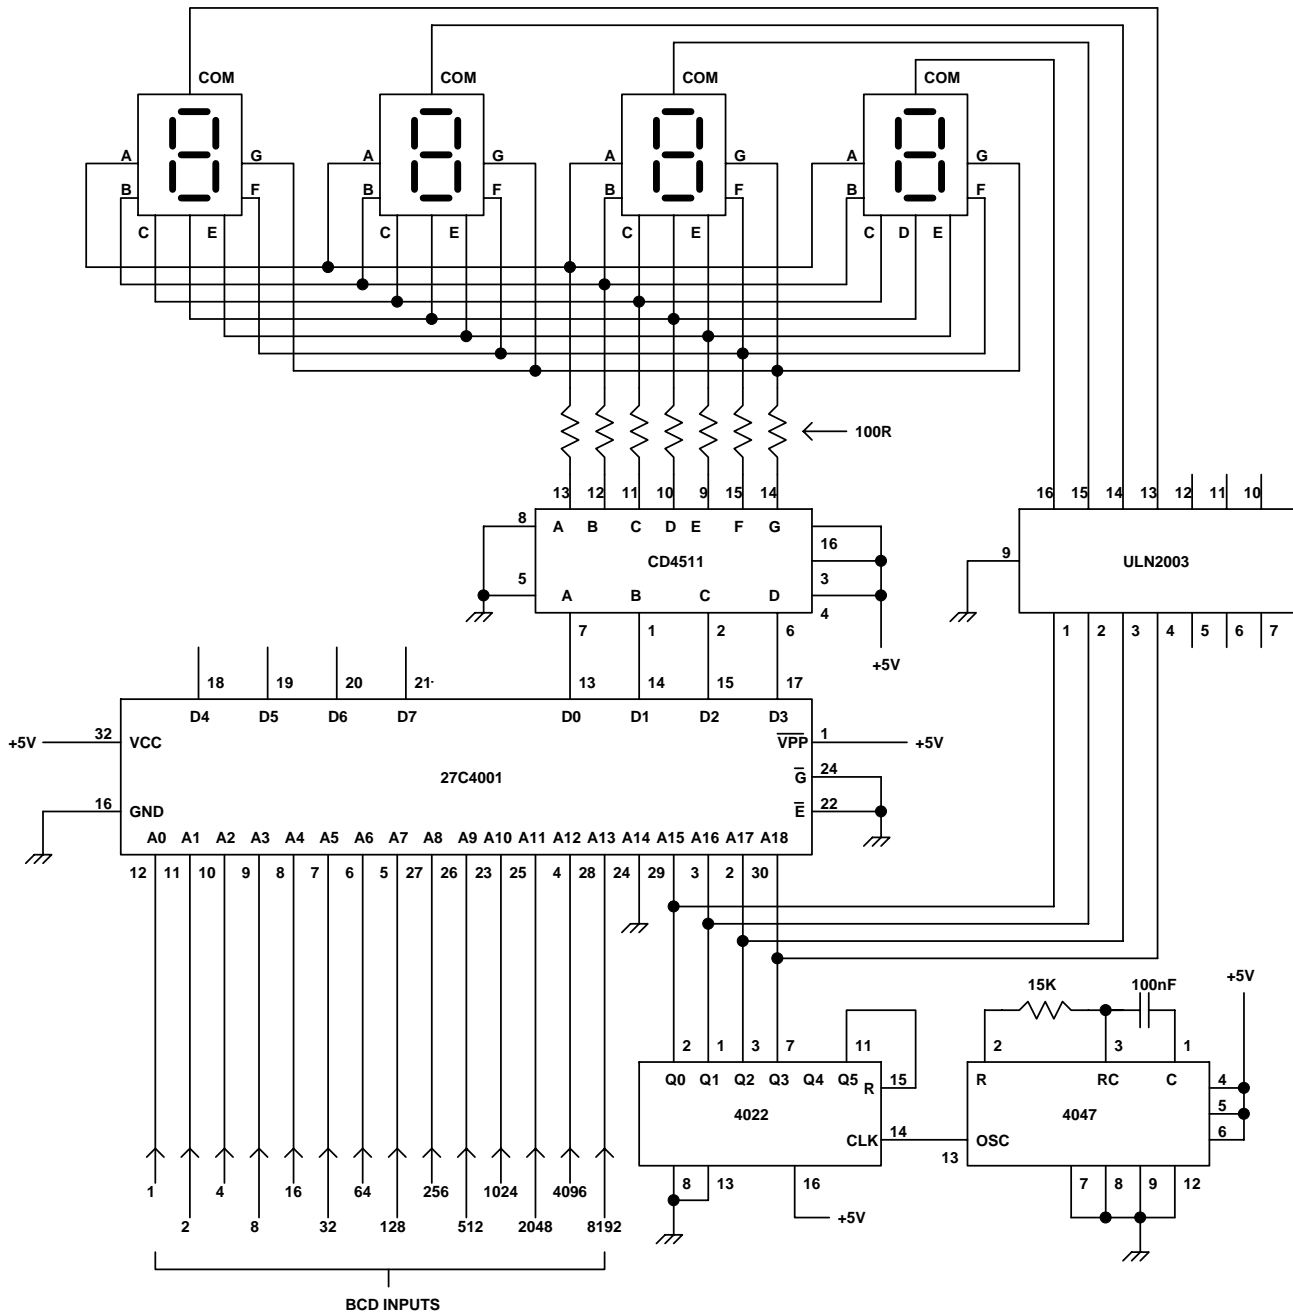 COM COM COM COM
A G A G A G A G
B F B F B F B F
C E C E C E C D E
100R
13 12 11 10 9 15 14
16 15 14 13 12 11 10
8 A B C D E F G 16
CD4511
ULN2003
9
5 A B C D 3
4
7 1 2 6
1 2 3 4 5 6 7
+5V
18 19 20 21 13 14 15 17
D4 D5 D6 D7 D0 D1 D2 D3
+5V 32 VCC VPP 1 +5V
27C4001
G 24
16 GND E 22
A0 A1 A2 A3 A4 A5 A6 A7 A8 A9 A10 A11 A12 A13 A14 A15 A16 A17 A18
12 11 10 9 8 7 6 5 27 26 23 25 4 28 24 29 3 2 30
15K 100nF +5V
2 1 3 7 11
2 3 1
Q0 Q1 Q2 Q3 Q4 Q5 R 15
R RC C 4
4022
4047
5
CLK 14 OSC 6
13
8 13 16
7 8 9 12
+5V
1 4 16 64 256 1024 4096
2 8 32 128 512 2048 8192
BCD INPUTS